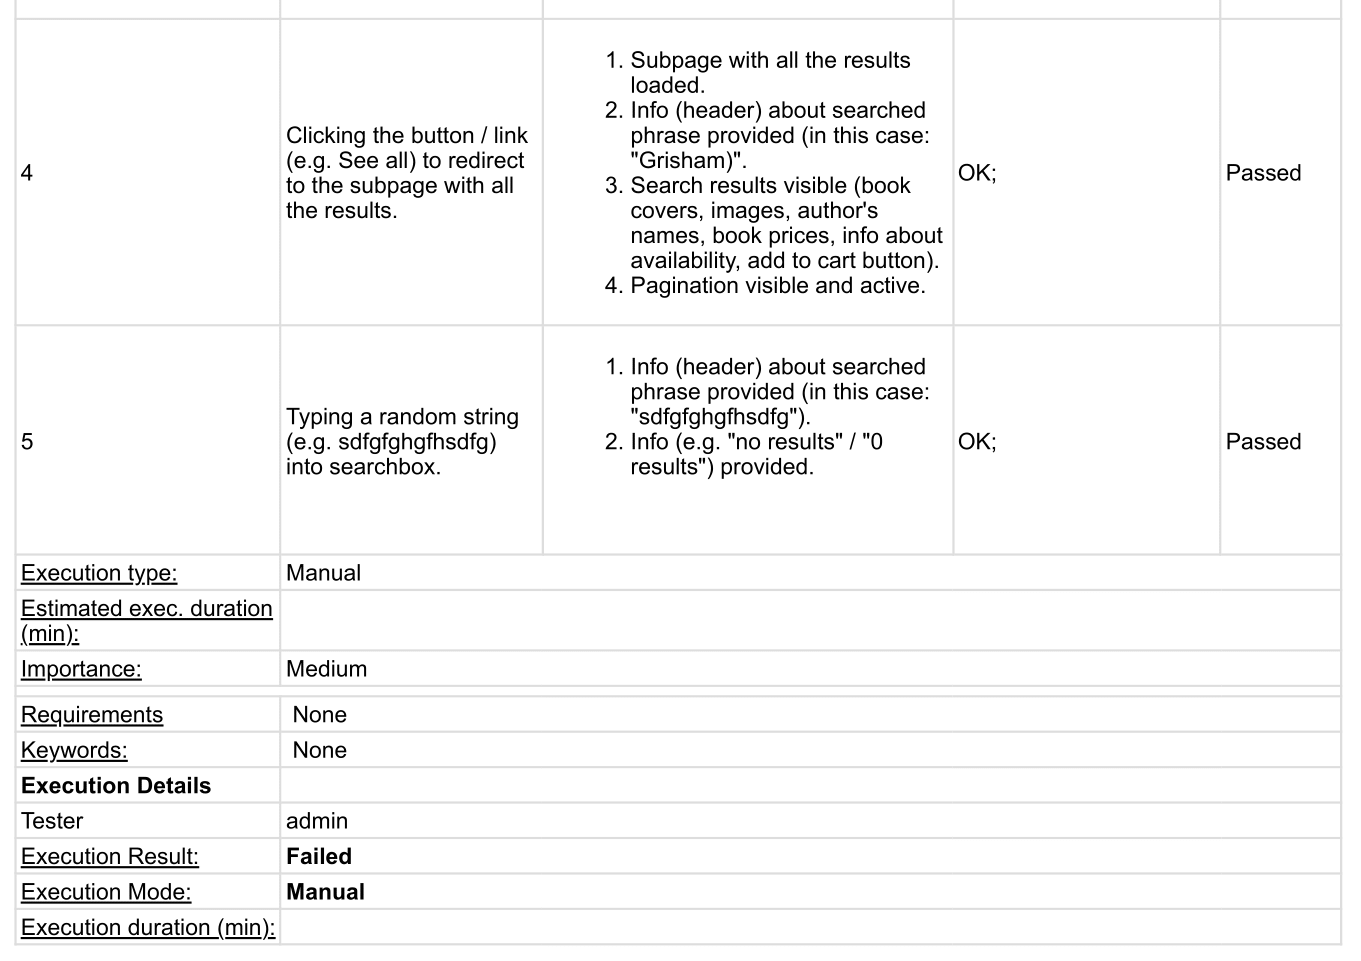 4
Clicking the button / link
(e.g. See all) to redirect
to the subpage with all
the results.
1. Subpage with all the results
loaded.
2. Info (header) about searched
phrase provided (in this case:
"Grisham)".
3. Search results visible (book
covers, images, author's
names, book prices, info about
availability, add to cart button).
4. Pagination visible and active.
OK;
Passed
5
Typing a random string
(e.g. sdfgfghgfhsdfg)
into searchbox.
1. Info (header) about searched
phrase provided (in this case:
"sdfgfghgfhsdfg").
2. Info (e.g. "no results" / "0
results") provided.
OK;
Passed
Execution type: Manual
Estimated exec. duration
(min):
Importance: Medium
Requirements None
Keywords: None
Execution Details
Tester admin
Execution Result: Failed
Execution Mode: Manual
Execution duration (min):